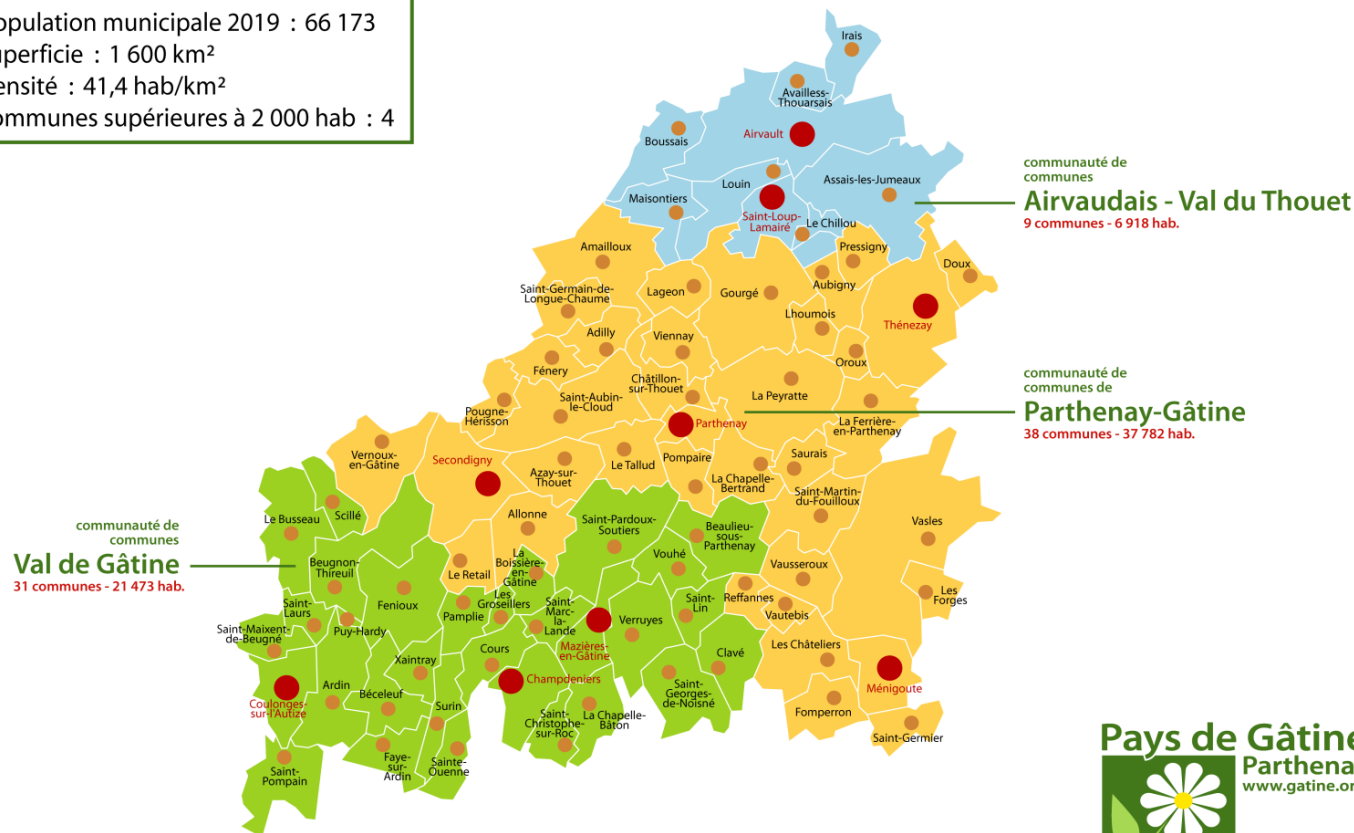 opulation municipale 2019 : 66 173
uperficie : 1 600 km²
ensité : 41,4 hab/km²
ommunes supérieures à 2 000 hab : 4
Irais
Availless-
Thouarsais
Airvault
Boussais
Louin
Assais-les-Jumeaux
Maisontiers
Saint-Loup-
Lamairé
Le Chillou
communauté de
communes
Airvaudais - Val du Thouet
9 communes - 6 918 hab.
Amailloux
Pressigny
Doux
Saint-Germain-de-
Longue-Chaume
Lageon
Gourgé
Aubigny
Lhoumois
Thénezay
Adilly
Viennay
Oroux
Fénery
Châtillon-
sur-Thouet
La Peyratte
Saint-Aubin-
le-Cloud
Pougne-
Hérisson
Parthenay
La Ferrière-
en-Parthenay
communauté de
communes de
Parthenay-Gâtine
38 communes - 37 782 hab.
Vernoux-
en-Gâtine
Secondigny
Azay-sur-
Thouet
Le Tallud
Pompaire
Saurais
La Chapelle-
Bertrand
Saint-Martin-
du-Fouilloux
Le Busseau
Scillé
Allonne
Saint-Pardoux-
Soutiers
Beaulieu-
sous-
Parthenay
Vasles
communauté de
communes
Val de Gâtine
31 communes - 21 473 hab.
Beugnon-
Thireuil
Le Retail
La
Boissière-
en-
Gâtine
Vouhé
Vausseroux
Les
Forges
Saint-
Laurs
Fenioux
Pamplie
Les
Groseillers
Saint-
Marc-
la-
Lande
Saint-
Lin
Reffannes
Vautebis
Saint-Maixent-
de-Beugné
Puy-Hardy
Verruyes
Mazières-
en-Gâtine
Les Châteliers
Xaintray
Cours
Clavé
Champdeniers
Ménigoute
Coulonges-
sur-l'Autize
Ardin
Béceleuf
Surin
Saint-
Georges-
de-Noisné
Fomperron
Saint-
Christophe-
sur-Roc
La Chapelle-
Bâton
Saint-Germier
Saint-
Pompain
Faye-
sur-
Ardin
Sainte-
Ouenne
Pays de Gâtine
Parthena
www.gatine.or